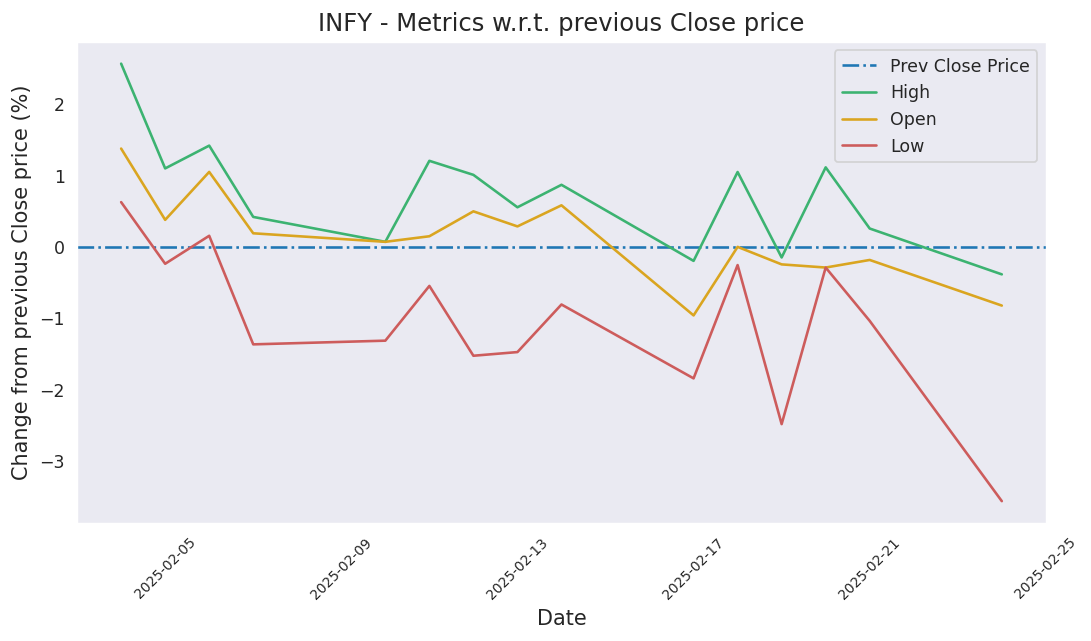 INFY - Metrics w.r.t. previous Close price
Change from previous Close price (%)
2
1
0
−1
−2
−3
Prev Close Price
High
Open
Low
2025-02-05
2025-02-09
2025-02-13
2025-02-17
2025-02-21
2025-02-25
Date